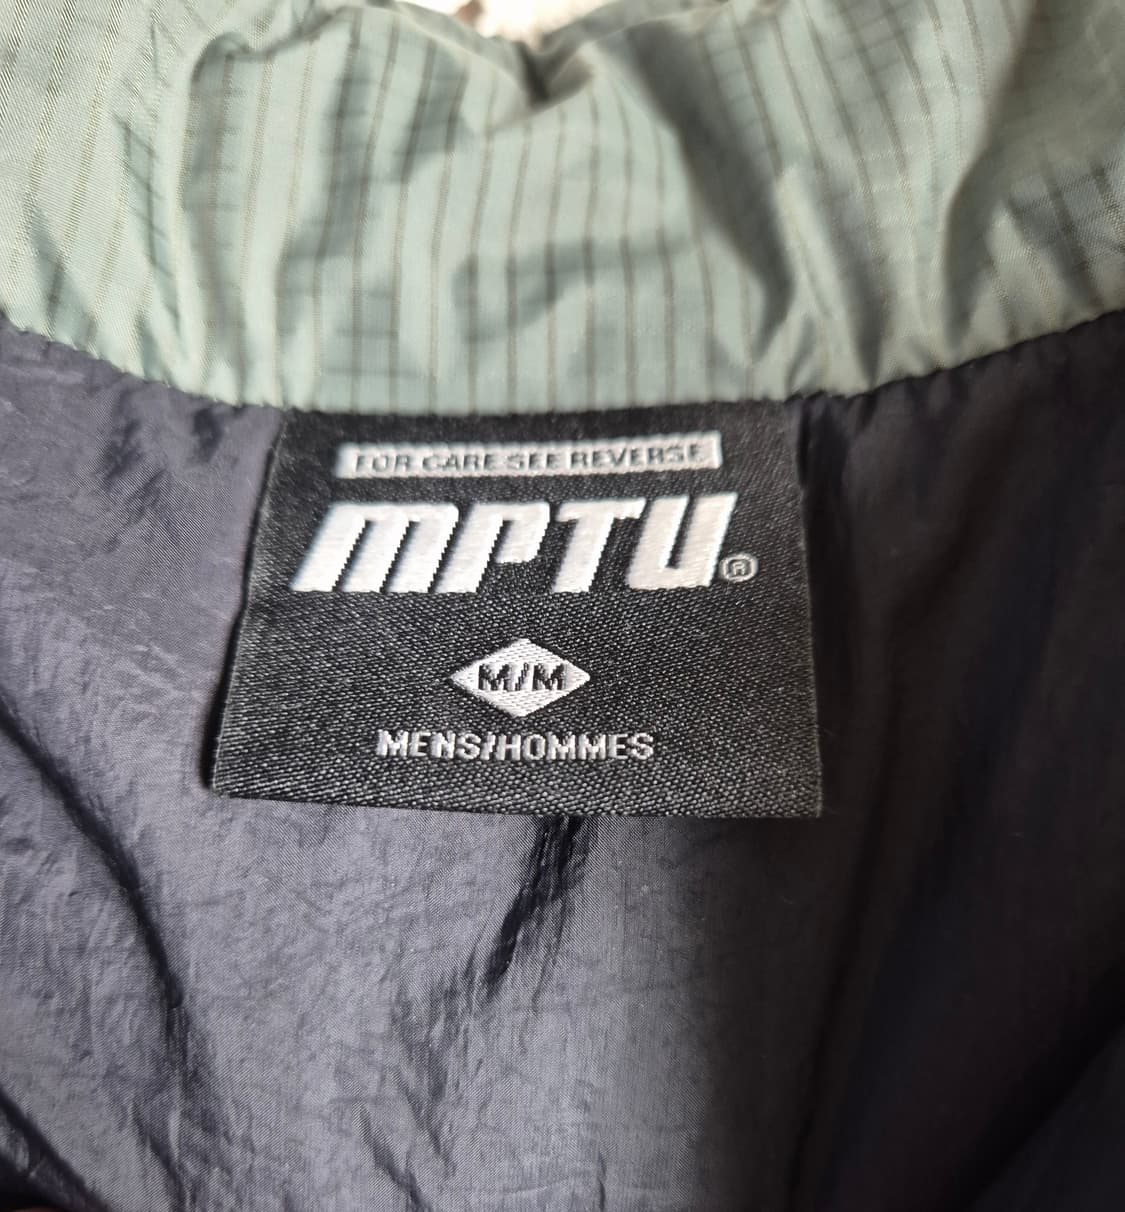 FOR CARE SEE REVERSE
MPTU®
M/M
MENS/HOMMES